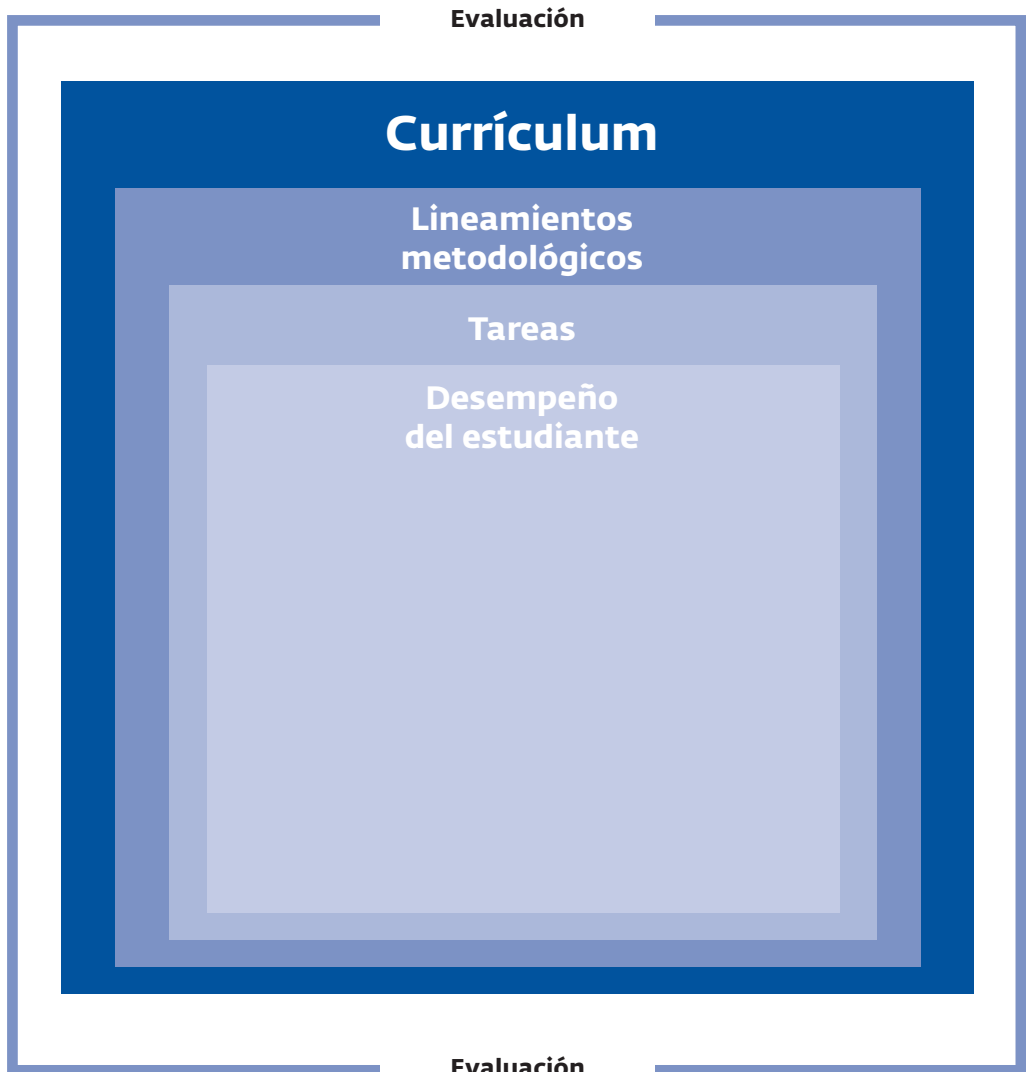 Evaluación
Currículum
Lineamientos
metodológicos
Tareas
Desempeño
del estudiante
Evaluación